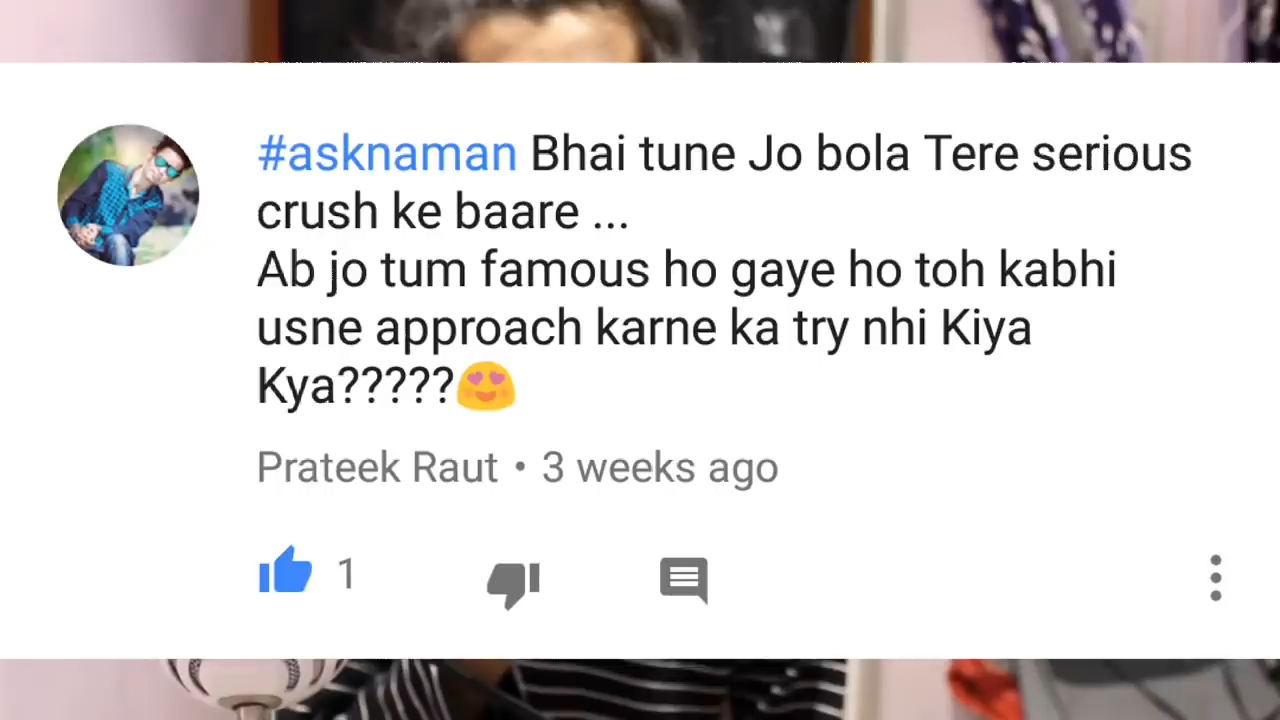 #asknaman Bhai tune Jo bola Tere serious
crush ke baare ...
Ab jo tum famous ho gaye ho toh kabhi
usne approach karne ka try nhi Kiya
Kya?????😍
Prateek Raut • 3 weeks ago
1